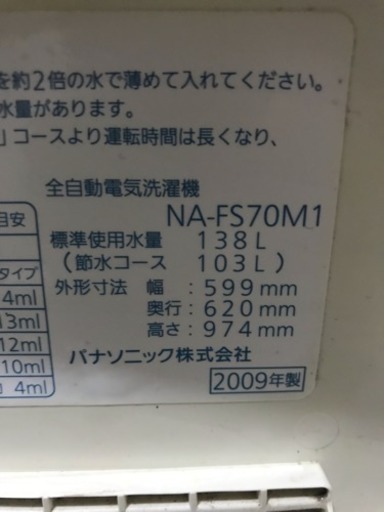 を約2倍の水で薄めて入れてください。
水量があります。
」コースより運転時間は長くなり、
全自動電気洗濯機
目安
NA-FS70M1
標準使用水量 138L
タイプ
(節水コース 103L)
4ml
外形寸法 幅 : 599mm
13ml
奥行 : 620mm
12ml
高さ : 974mm
10ml
パナソニック株式会社
4ml
2009年製